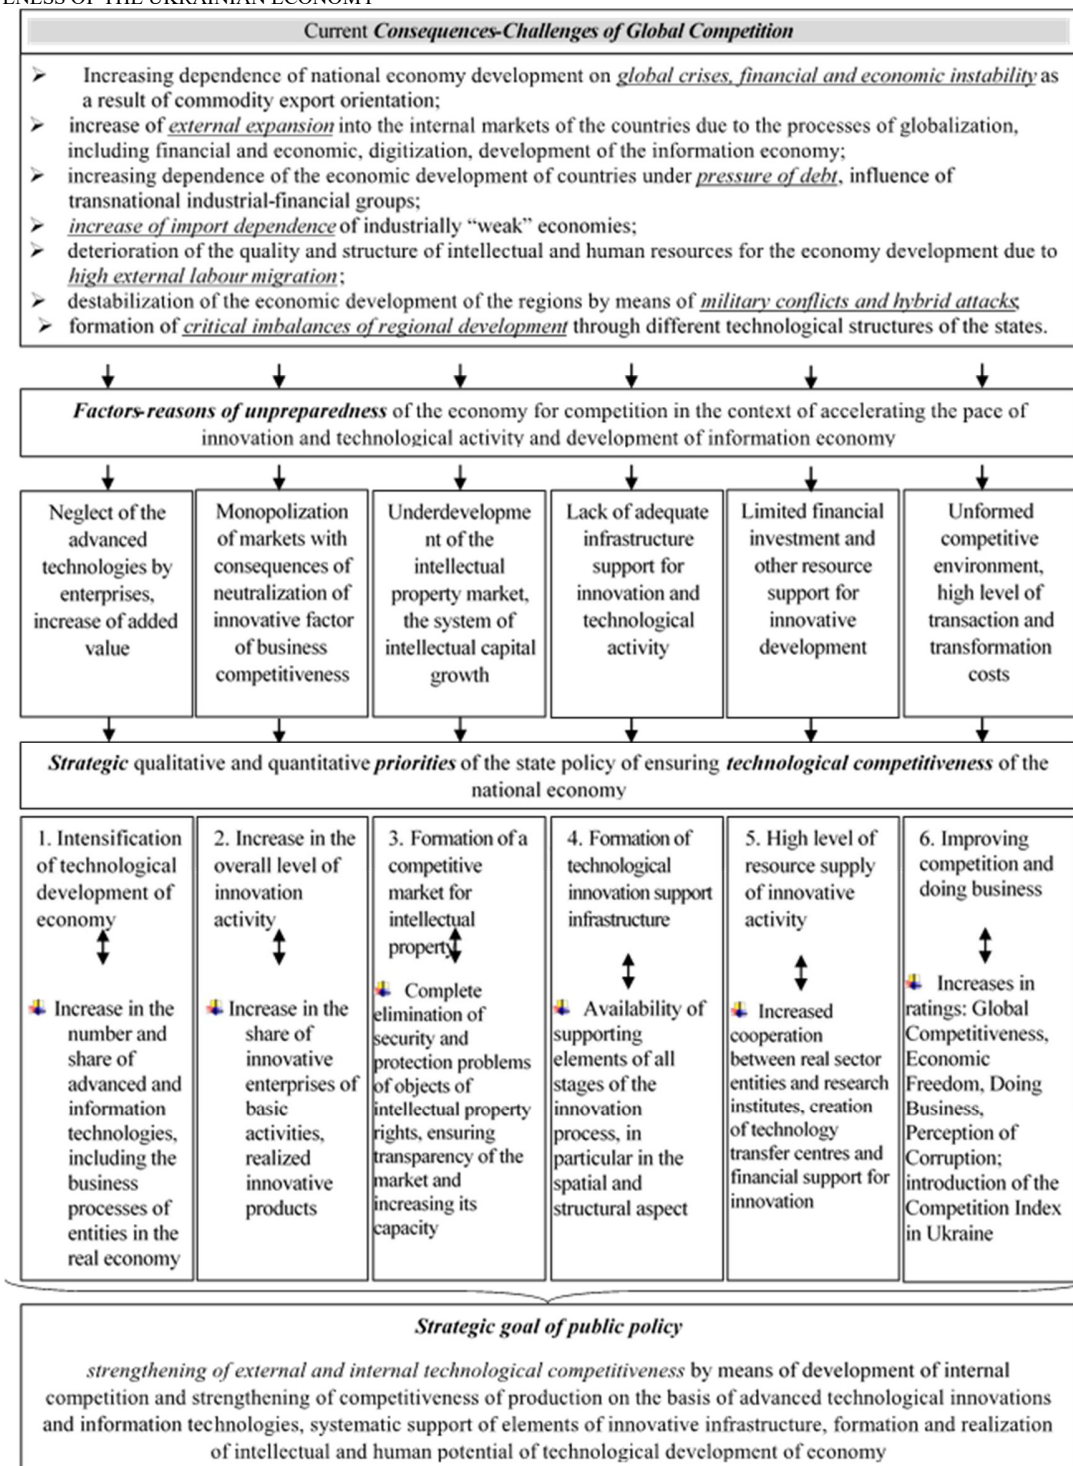 ENESS OF THE UKRAINIAN ECONOMY
Current Consequences-Challenges of Global Competition
Increasing dependence of national economy development on global crises, financial and economic instability as
a result of commodity export orientation;
increase of external expansion into the internal markets of the countries due to the processes of globalization,
including financial and economic, digitization, development of the information economy;
increasing dependence of the economic development of countries under pressure of debt, influence of
transnational industrial-financial groups;
increase of import dependence of industrially “weak” economies;
deterioration of the quality and structure of intellectual and human resources for the economy development due to
high external labour migration;
destabilization of the economic development of the regions by means of military conflicts and hybrid attacks;
formation of critical imbalances of regional development through different technological structures of the states.
Factors-reasons of unpreparedness of the economy for competition in the context of accelerating the pace of
innovation and technological activity and development of information economy
Neglect of the
advanced
technologies by
enterprises,
increase of added
value
Monopolization
of markets with
consequences of
neutralization of
innovative factor
of business
competitiveness
Underdevelopme
nt of the
intellectual
property market,
the system of
intellectual capital
growth
Lack of adequate
infrastructure
support for
innovation and
technological
activity
Limited financial
investment and
other resource
support for
innovative
development
Unformed
competitive
environment,
high level of
transaction and
transformation
costs
Strategic qualitative and quantitative priorities of the state policy of ensuring technological competitiveness of the
national economy
1. Intensification
of technological
development of
economy
Increase in the
number and
share of
advanced and
information
technologies,
including the
business
processes of
entities in the
real economy
2. Increase in the
overall level of
innovation
activity
Increase in the
share of
innovative
enterprises of
basic
activities,
realized
innovative
products
3. Formation of a
competitive
market for
intellectual
property
Complete
elimination of
security and
protection problems
of objects of
intellectual property
rights, ensuring
transparency of the
market and
increasing its
capacity
4. Formation of
technological
innovation support
infrastructure
Availability of
supporting
elements of all
stages of the
innovation
process, in
particular in the
spatial and
structural aspect
5. High level of
resource supply
of innovative
activity
Increased
cooperation
between real sector
entities and research
institutes, creation
of technology
transfer centres and
financial support for
innovation
6. Improving
competition and
doing business
Increases in
ratings: Global
Competitiveness,
Economic
Freedom, Doing
Business,
Perception of
Corruption;
introduction of the
Competition Index
in Ukraine
Strategic goal of public policy
strengthening of external and internal technological competitiveness by means of development of internal
competition and strengthening of competitiveness of production on the basis of advanced technological innovations
and information technologies, systematic support of elements of innovative infrastructure, formation and realization
of intellectual and human potential of technological development of economy